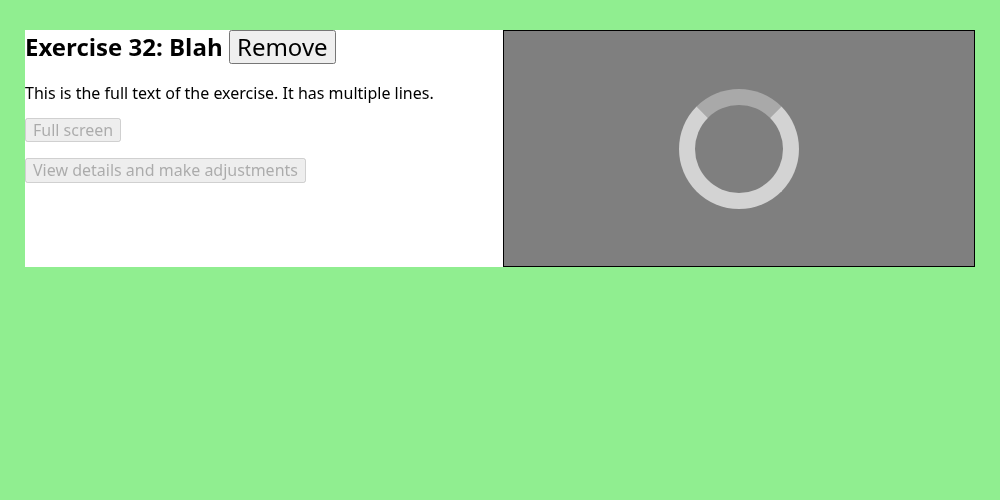 Exercise 32: Blah Remove
This is the full text of the exercise. It has multiple lines.
Full screen
View details and make adjustments